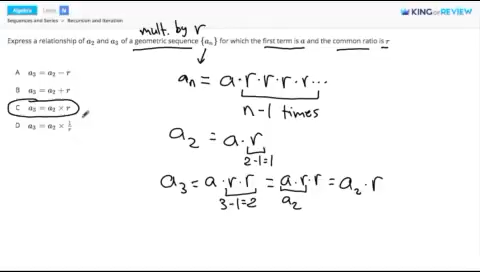 Algebra Level N
KING OF REVIEW
Sequences and Series > Recursion and Iteration
mult. by r
Express a relationship of a₂ and a₃ of a geometric sequence {aₙ} for which the first term is a and the common ratio is r
A a₃ = a₂ − r
B a₃ = a₂ + r
C a₃ = a₂ × r
D a₃ = a₂ × 1/r
aₙ = a · r · r · r · r ...
n−1 times
a₂ = a · r
2−1=1
a₃ = a · r · r = a · r · r = a₂ · r
3−1=2 a₂